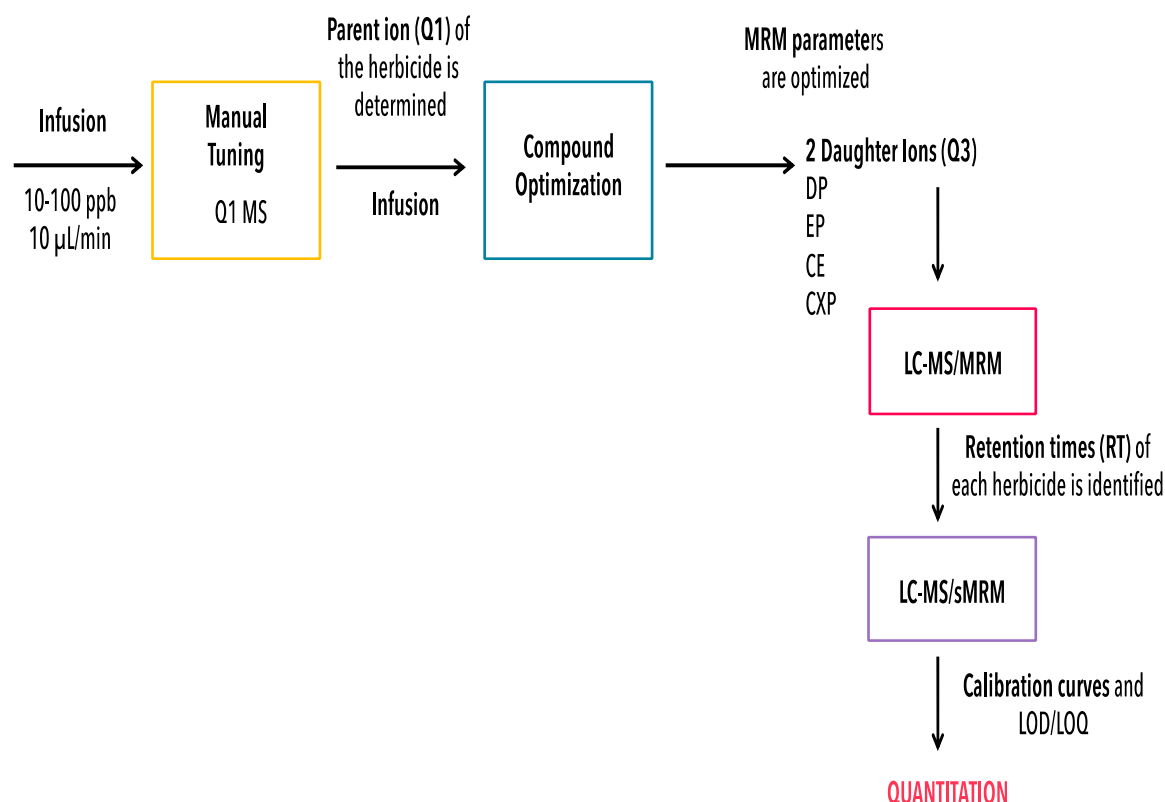 Infusion
10-100 ppb
10 µL/min
Manual
Tuning
Q1 MS
Parent ion (Q1) of
the herbicide is
determined
Infusion
Compound
Optimization
MRM parameters
are optimized
2 Daughter Ions (Q3)
DP
EP
CE
CXP
LC-MS/MRM
Retention times (RT) of
each herbicide is identified
LC-MS/sMRM
Calibration curves and
LOD/LOQ
QUANTITATION